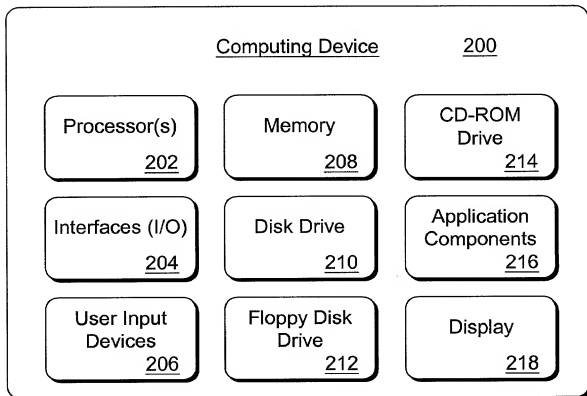 Computing Device 200
Processor(s)
202
Memory
208
CD-ROM
Drive
214
Interfaces (I/O)
204
Disk Drive
210
Application
Components
216
User Input
Devices
206
Floppy Disk
Drive
212
Display
218